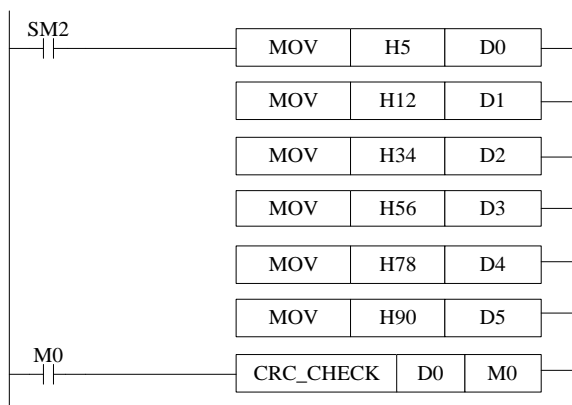 SM2
MOV H5 D0
MOV H12 D1
MOV H34 D2
MOV H56 D3
MOV H78 D4
MOV H90 D5
M0
CRC_CHECK D0 M0